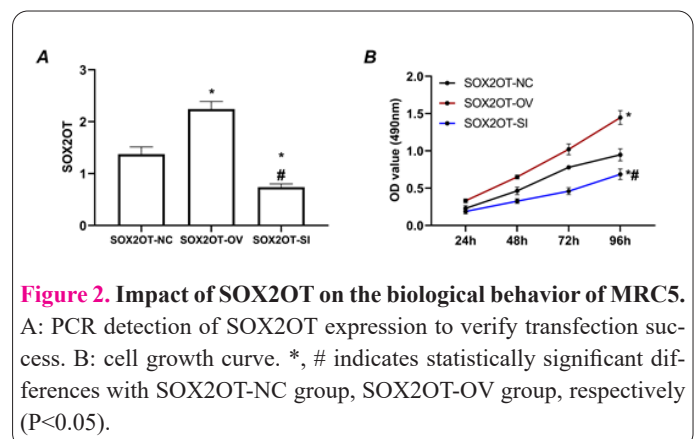 A
SOX2OT
3
2
1
0
*
*
#
SOX2OT-NC SOX2OT-OV SOX2OT-SI
B
OD value (490nm)
2.0
1.5
1.0
0.5
0.0
SOX2OT-NC
SOX2OT-OV
SOX2OT-SI
*
*#
24h 48h 72h 96h
Figure 2. Impact of SOX2OT on the biological behavior of MRC5.
A: PCR detection of SOX2OT expression to verify transfection suc-
cess. B: cell growth curve. *, # indicates statistically significant dif-
ferences with SOX2OT-NC group, SOX2OT-OV group, respectively
(P<0.05).